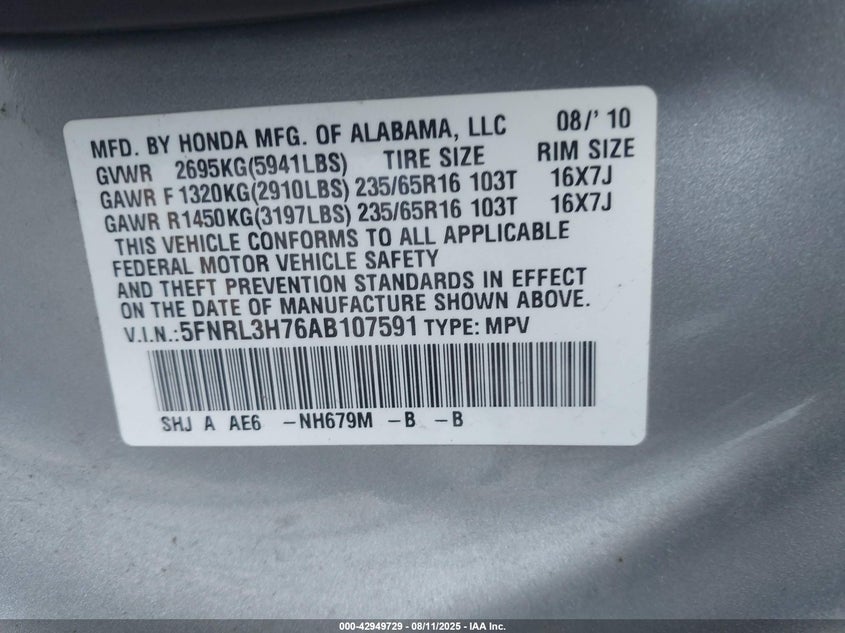 MFD. BY HONDA MFG. OF ALABAMA, LLC 08/' 10
GVWR 2695KG(5941LBS) TIRE SIZE RIM SIZE
GAWR F 1320KG(2910LBS) 235/65R16 103T 16X7J
GAWR R1450KG(3197LBS) 235/65R16 103T 16X7J
THIS VEHICLE CONFORMS TO ALL APPLICABLE
FEDERAL MOTOR VEHICLE SAFETY
AND THEFT PREVENTION STANDARDS IN EFFECT
ON THE DATE OF MANUFACTURE SHOWN ABOVE.
V.I.N.:5FNRL3H76AB107591 TYPE: MPV
SHJ A AE6 -NH679M -B -B
000-42949729 - 08/11/2025 - IAA Inc.